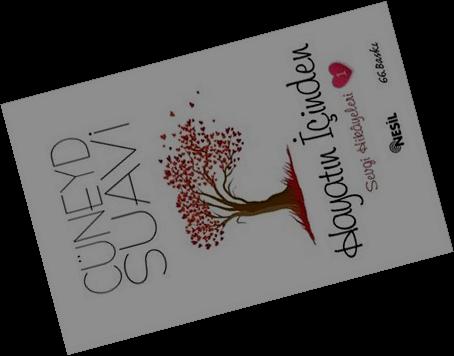 CÜNEYD
SUAVİ
Hayatın İçinden
1
Sevgi Hikâyeleri
66. Baskı
NESİL